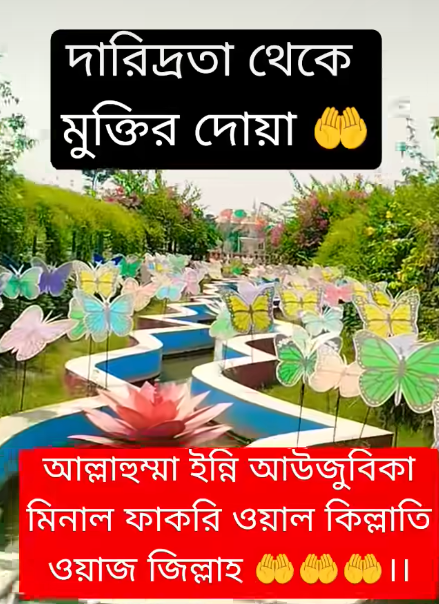 দারিদ্রতা থেকে
মুক্তির দোয়া 🤲
আল্লাহুম্মা ইন্নি আউজুবিকা
মিনাল ফাকরি ওয়াল কিল্লাতি
ওয়াজ জিল্লাহ 🤲🤲🤲।।